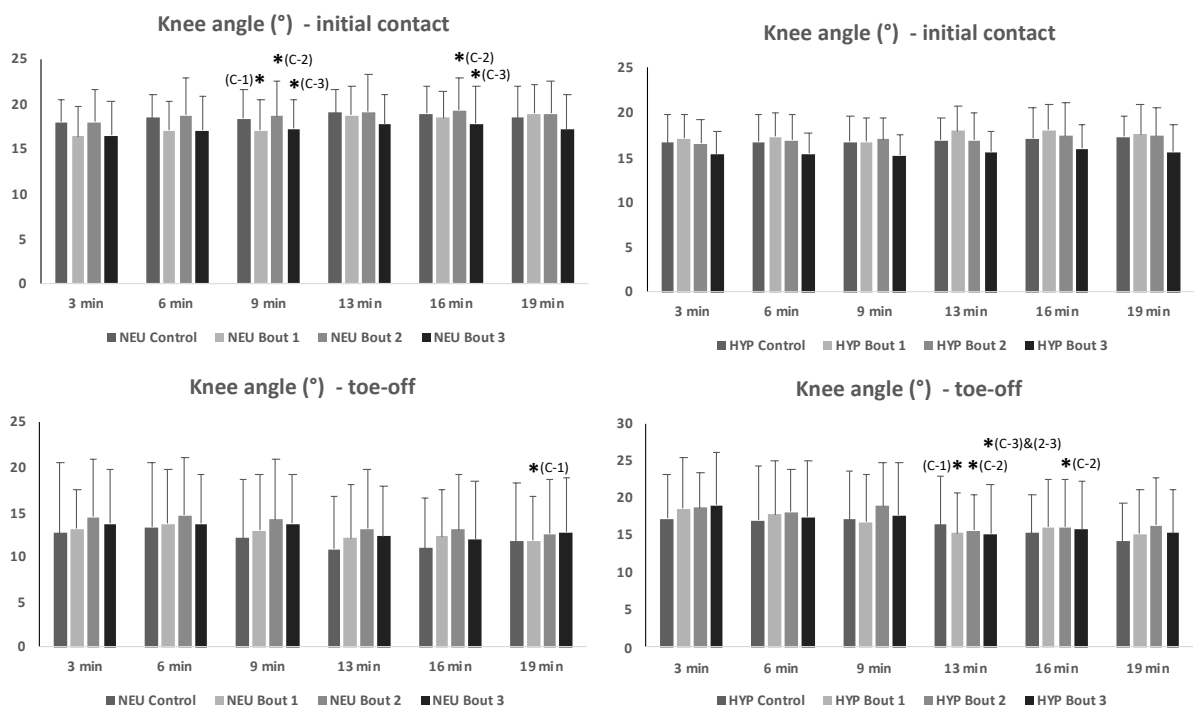 Knee angle (°) - initial contact
25
20
15
10
5
0
(C-1) *
* (C-2)
* (C-3)
* (C-2)
* (C-3)
3 min 6 min 9 min 13 min 16 min 19 min
NEU Control NEU Bout 1 NEU Bout 2 NEU Bout 3
Knee angle (°) - initial contact
25
20
15
10
5
0
3 min 6 min 9 min 13 min 16 min 19 min
HYP Control HYP Bout 1 HYP Bout 2 HYP Bout 3
Knee angle (°) - toe-off
25
20
15
10
5
0
* (C-1)
3 min 6 min 9 min 13 min 16 min 19 min
NEU Control NEU Bout 1 NEU Bout 2 NEU Bout 3
Knee angle (°) - toe-off
30
25
20
15
10
5
0
* (C-3)&(2-3)
(C-1) * * (C-2)
* (C-2)
3 min 6 min 9 min 13 min 16 min 19 min
HYP Control HYP Bout 1 HYP Bout 2 HYP Bout 3